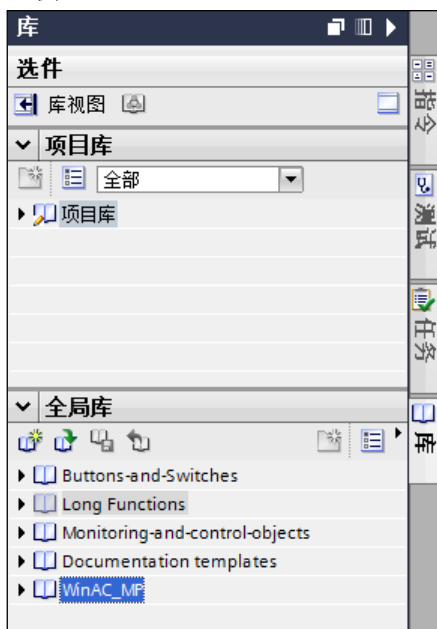 库
选件
库视图
项目库
全部
项目库
全局库
Buttons-and-Switches
Long Functions
Monitoring-and-control-objects
Documentation templates
WinAC_MP
指令
测试
任务
库